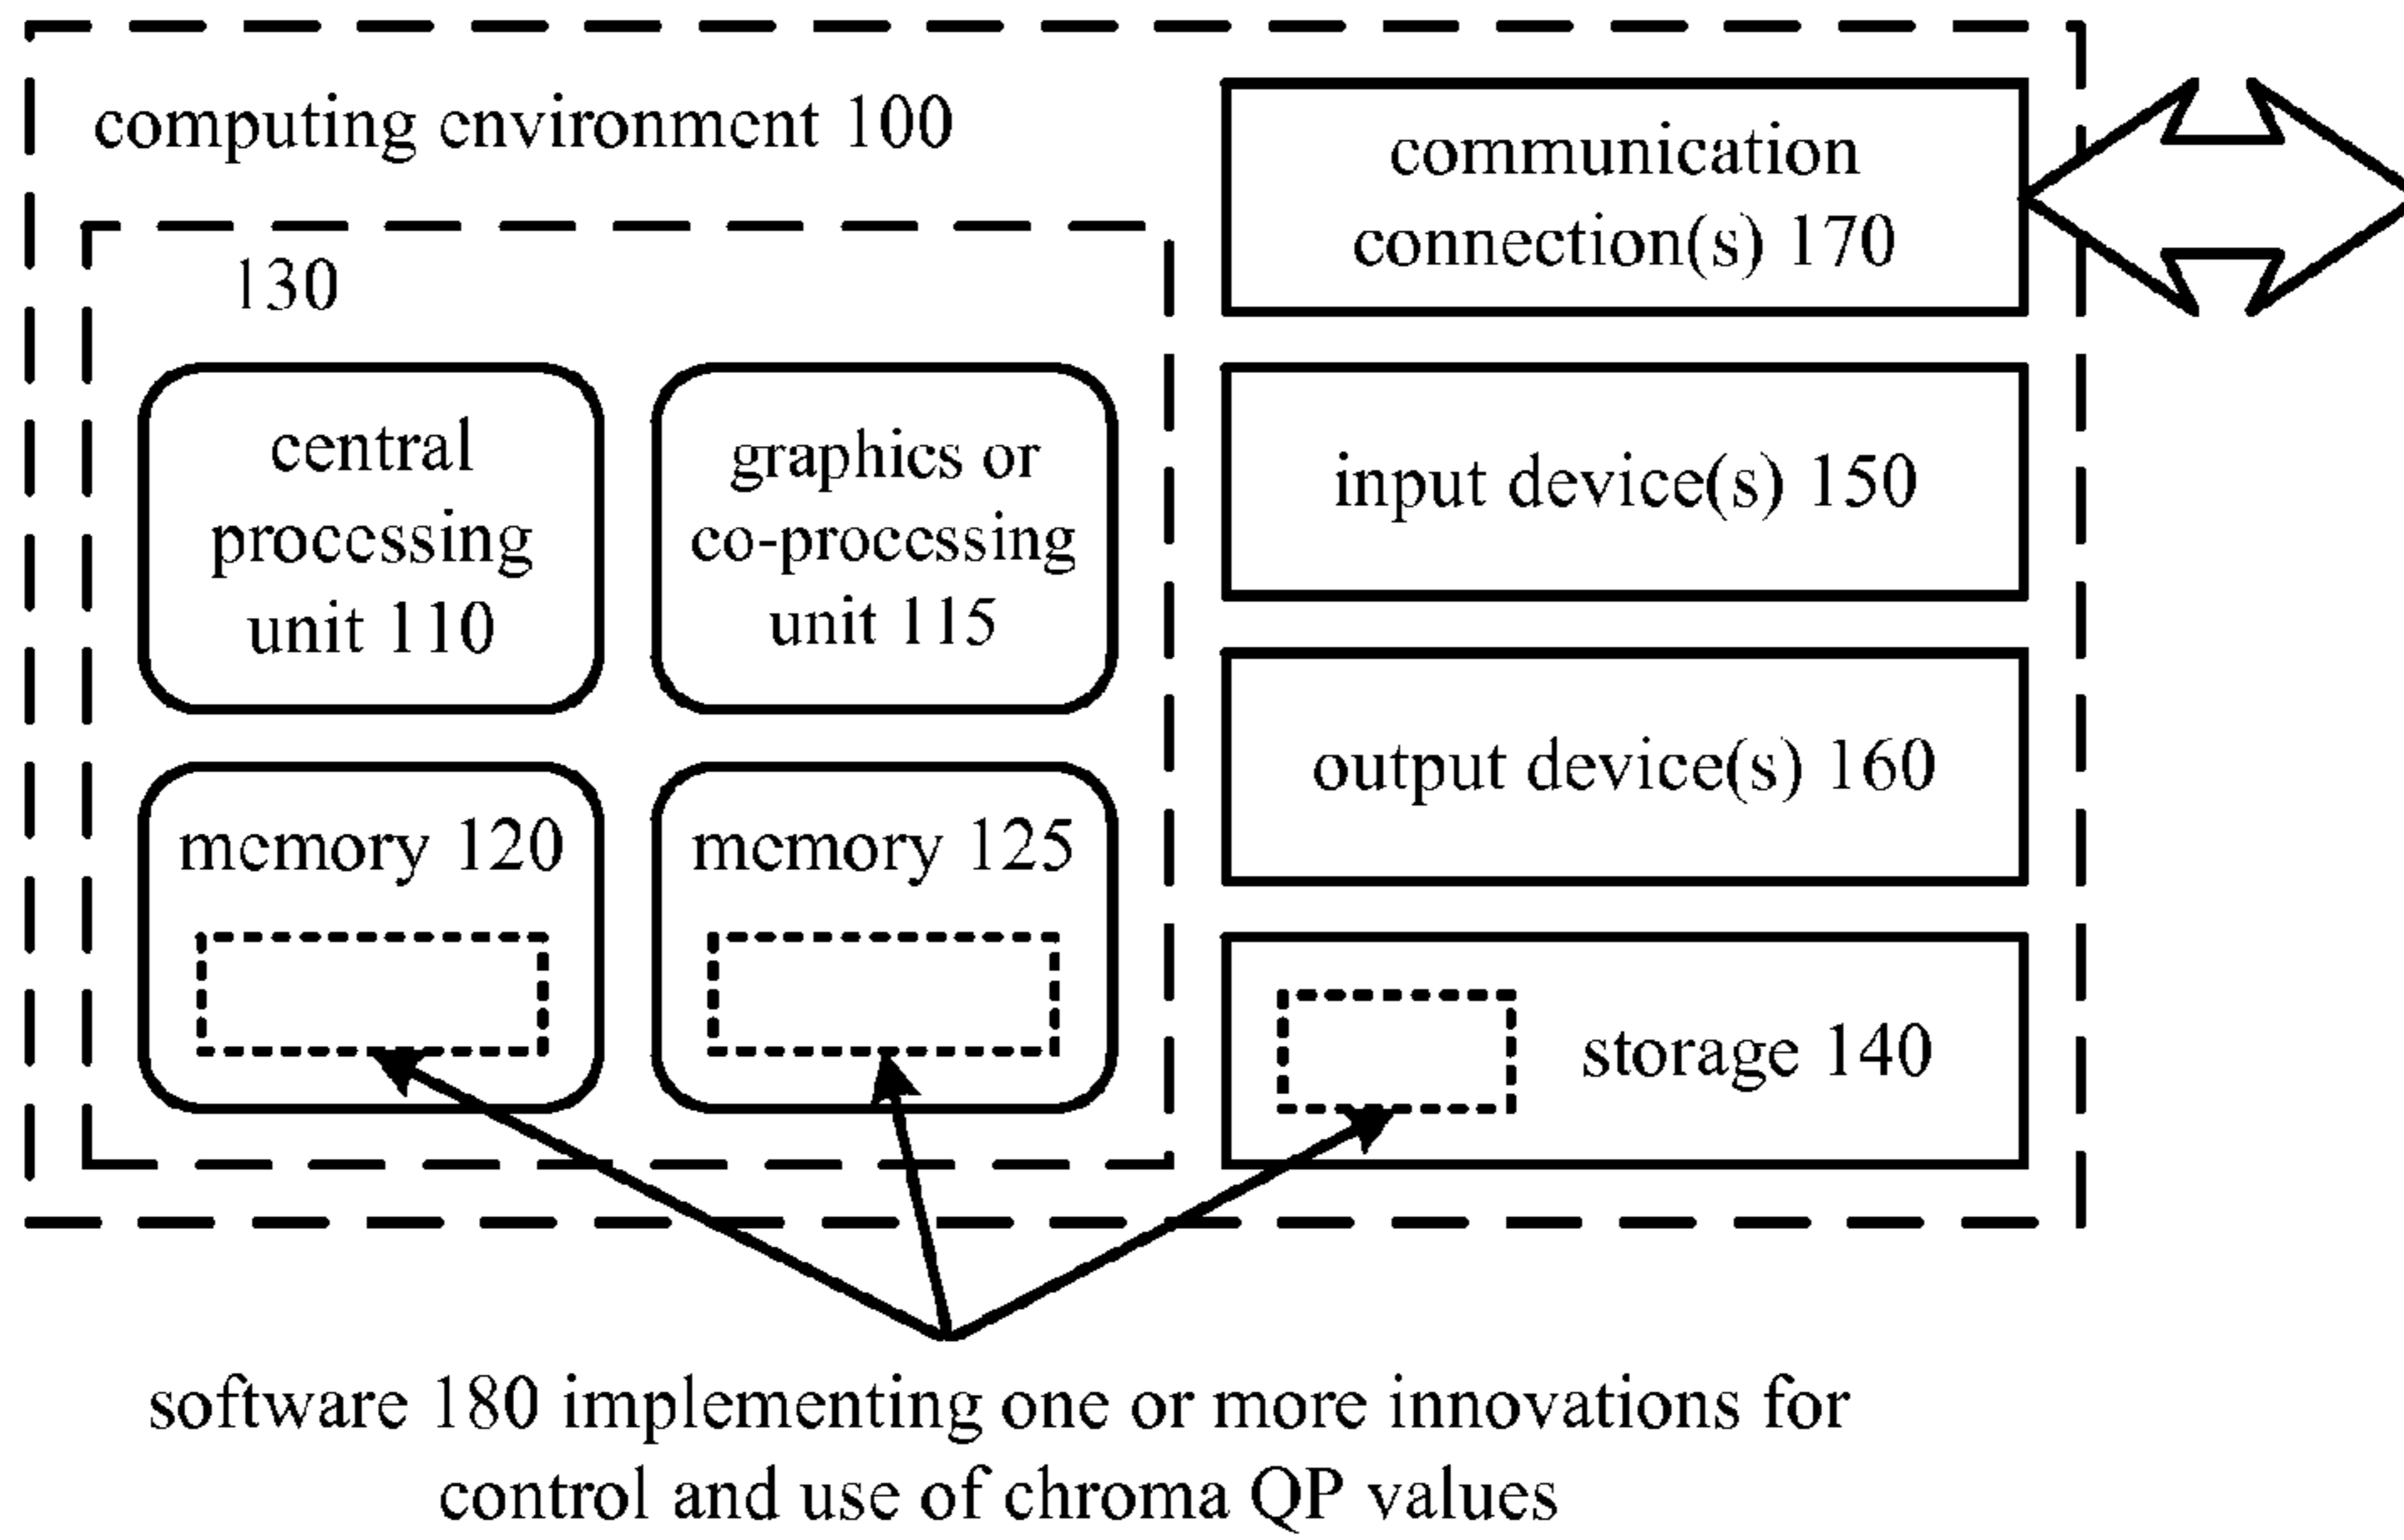 computing environment 100
130
central
processing
unit 110
graphics or
co-processing
unit 115
memory 120
memory 125
communication
connection(s) 170
input device(s) 150
output device(s) 160
storage 140
software 180 implementing one or more innovations for
control and use of chroma QP values